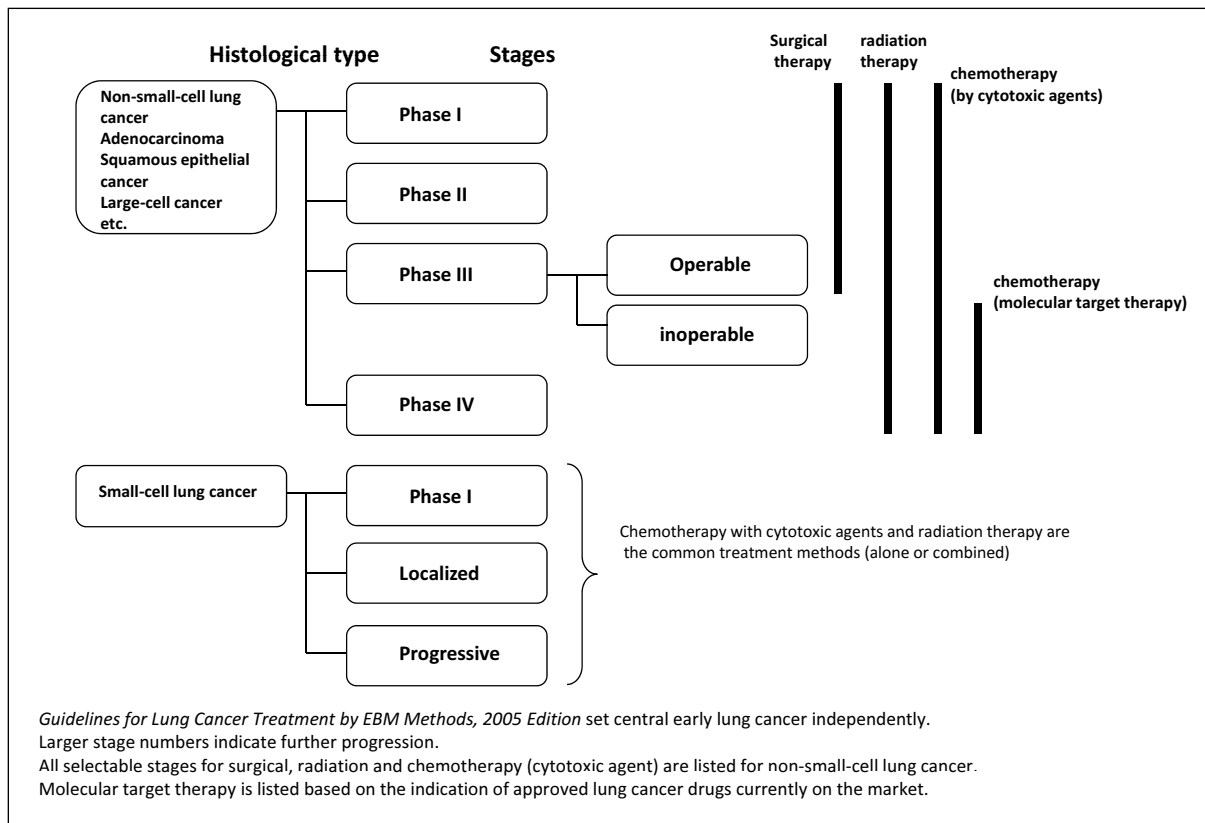 Histological type
Stages
Surgical
therapy
radiation
therapy
chemotherapy
(by cytotoxic agents)
Non-small-cell lung
cancer
Adenocarcinoma
Squamous epithelial
cancer
Large-cell cancer
etc.
Phase I
Phase II
Phase III
Operable
inoperable
chemotherapy
(molecular target therapy)
Phase IV
Small-cell lung cancer
Phase I
Localized
Progressive
Chemotherapy with cytotoxic agents and radiation therapy are
the common treatment methods (alone or combined)
Guidelines for Lung Cancer Treatment by EBM Methods, 2005 Edition set central early lung cancer independently.
Larger stage numbers indicate further progression.
All selectable stages for surgical, radiation and chemotherapy (cytotoxic agent) are listed for non-small-cell lung cancer.
Molecular target therapy is listed based on the indication of approved lung cancer drugs currently on the market.